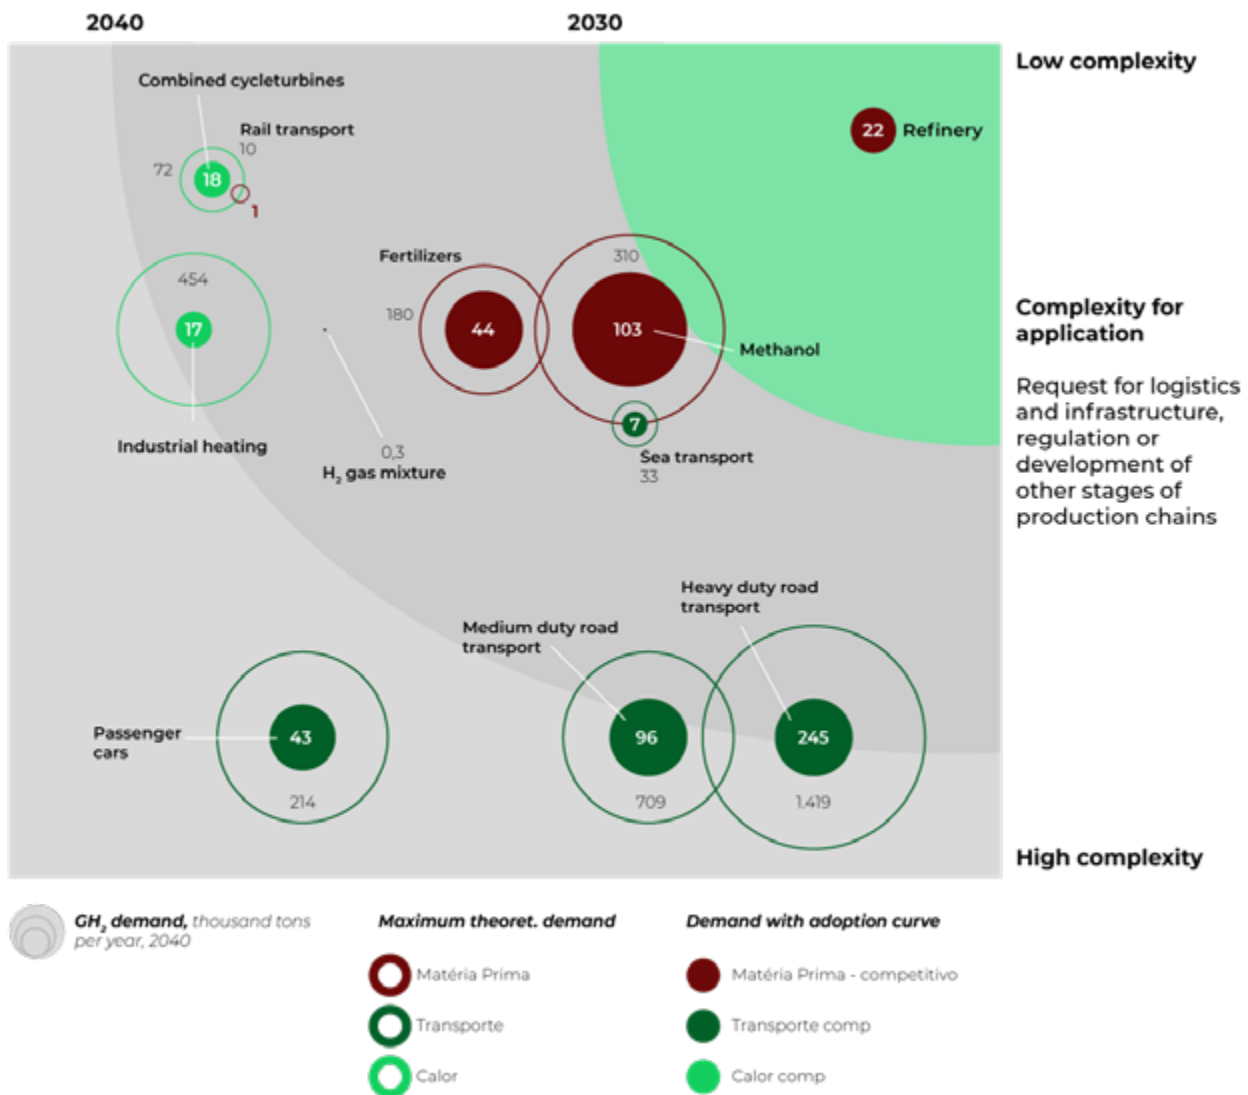 2040
2030
Low complexity
Combined cycleturbines
Rail transport
10
72
18
1
22 Refinery
Fertilizers
310
454
180
17
44
103
Methanol
Complexity for
application
Request for logistics
and infrastructure,
regulation or
development of
other stages of
production chains
7
Industrial heating
0,3
H₂ gas mixture
Sea transport
33
Heavy duty road
transport
Medium duty road
transport
Passenger
cars
43
96
245
214
709
1.419
High complexity
GH₂ demand, thousand tons
per year, 2040
Maximum theoret. demand
Matéria Prima
Transporte
Calor
Demand with adoption curve
Matéria Prima - competitivo
Transporte comp
Calor comp